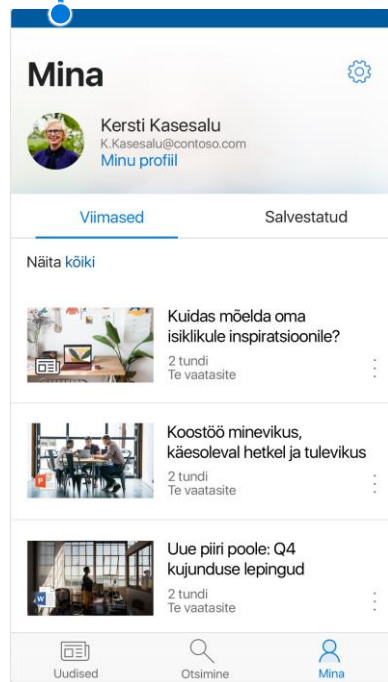 Mina
Kersti Kasesalu
K.Kasesalu@contoso.com
Minu profiil
Viimased
Salvestatud
Näita kõiki
Kuidas mõelda oma
isiklikule inspiratsioonile?
2 tundi
Te vaatasite
Koostöö minevikus,
käesoleval hetkel ja tulevikus
2 tundi
Te vaatasite
P
Uue piiri poole: Q4
kujunduse lepingud
2 tundi
Te vaatasite
W
Uudised
Otsimine
Mina